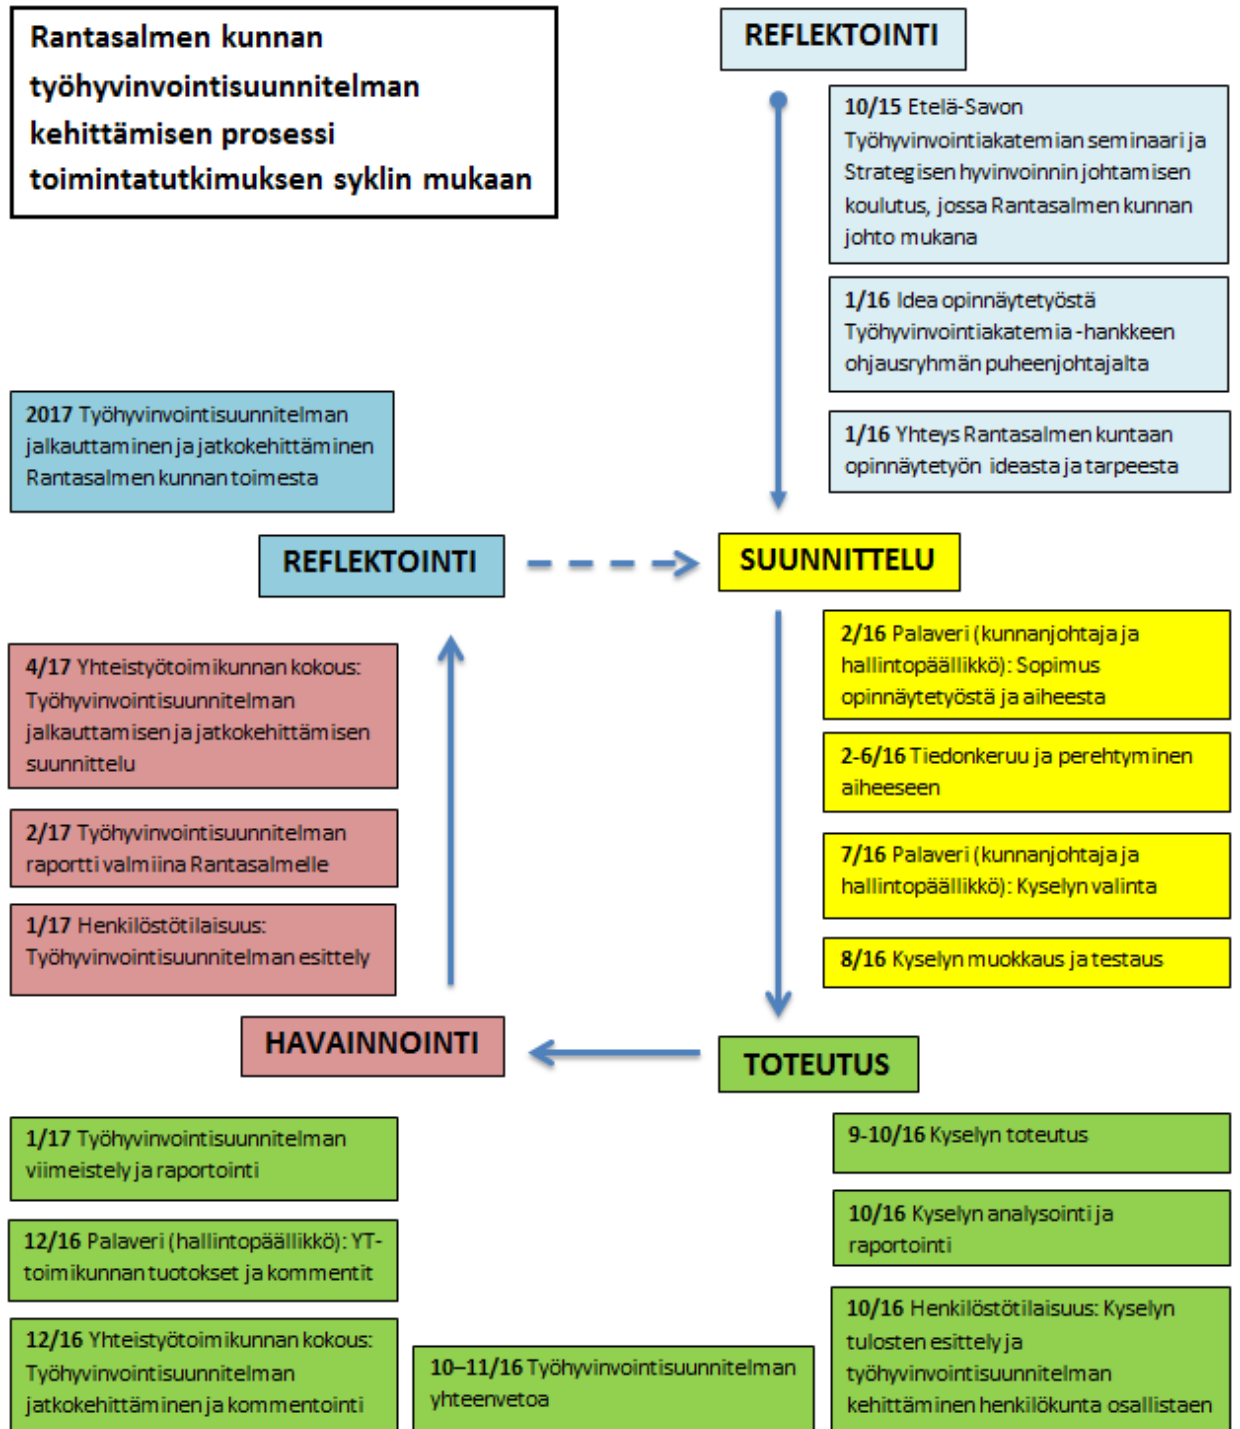 Rantasalmen kunnan
työhyvinvointisuunnitelman
kehittämisen prosessi
toimintatutkimuksen syklin mukaan
REFLEKTOINTI
10/15 Etelä-Savon
Työhyvinvointiakatemian seminaari ja
Strategisen hyvinvoinnin johtamisen
koulutus, jossa Rantasalmen kunnan
johto mukana
1/16 Idea opinnäytetyöstä
Työhyvinvointiakatemia -hankkeen
ohjausryhmän puheenjohtajalta
1/16 Yhteys Rantasalmen kuntaan
opinnäytetyön ideasta ja tarpeesta
SUUNNITTELU
2/16 Palaveri (kunnanjohtaja ja
hallintopäällikkö): Sopimus
opinnäytetyöstä ja aiheesta
2-6/16 Tiedonkeruu ja perehtyminen
aiheeseen
7/16 Palaveri (kunnanjohtaja ja
hallintopäällikkö): Kyselyn valinta
8/16 Kyselyn muokkaus ja testaus
TOTEUTUS
9-10/16 Kyselyn toteutus
10/16 Kyselyn analysointi ja
raportointi
10/16 Henkilöstötilaisuus: Kyselyn
tulosten esittely ja
työhyvinvointisuunnitelman
kehittäminen henkilökunta osallistaen
10–11/16 Työhyvinvointisuunnitelman
yhteenvetoa
12/16 Yhteistyötoimikunnan kokous:
Työhyvinvointisuunnitelman
jatkokehittäminen ja kommentointi
12/16 Palaveri (hallintopäällikkö): YT-
toimikunnan tuotokset ja kommentit
1/17 Työhyvinvointisuunnitelman
viimeistely ja raportointi
HAVAINNOINTI
1/17 Henkilöstötilaisuus:
Työhyvinvointisuunnitelman esittely
2/17 Työhyvinvointisuunnitelman
raportti valmiina Rantasalmelle
4/17 Yhteistyötoimikunnan kokous:
Työhyvinvointisuunnitelman
jalkauttamisen ja jatkokehittämisen
suunnittelu
REFLEKTOINTI
2017 Työhyvinvointisuunnitelman
jalkauttaminen ja jatkokehittäminen
Rantasalmen kunnan toimesta